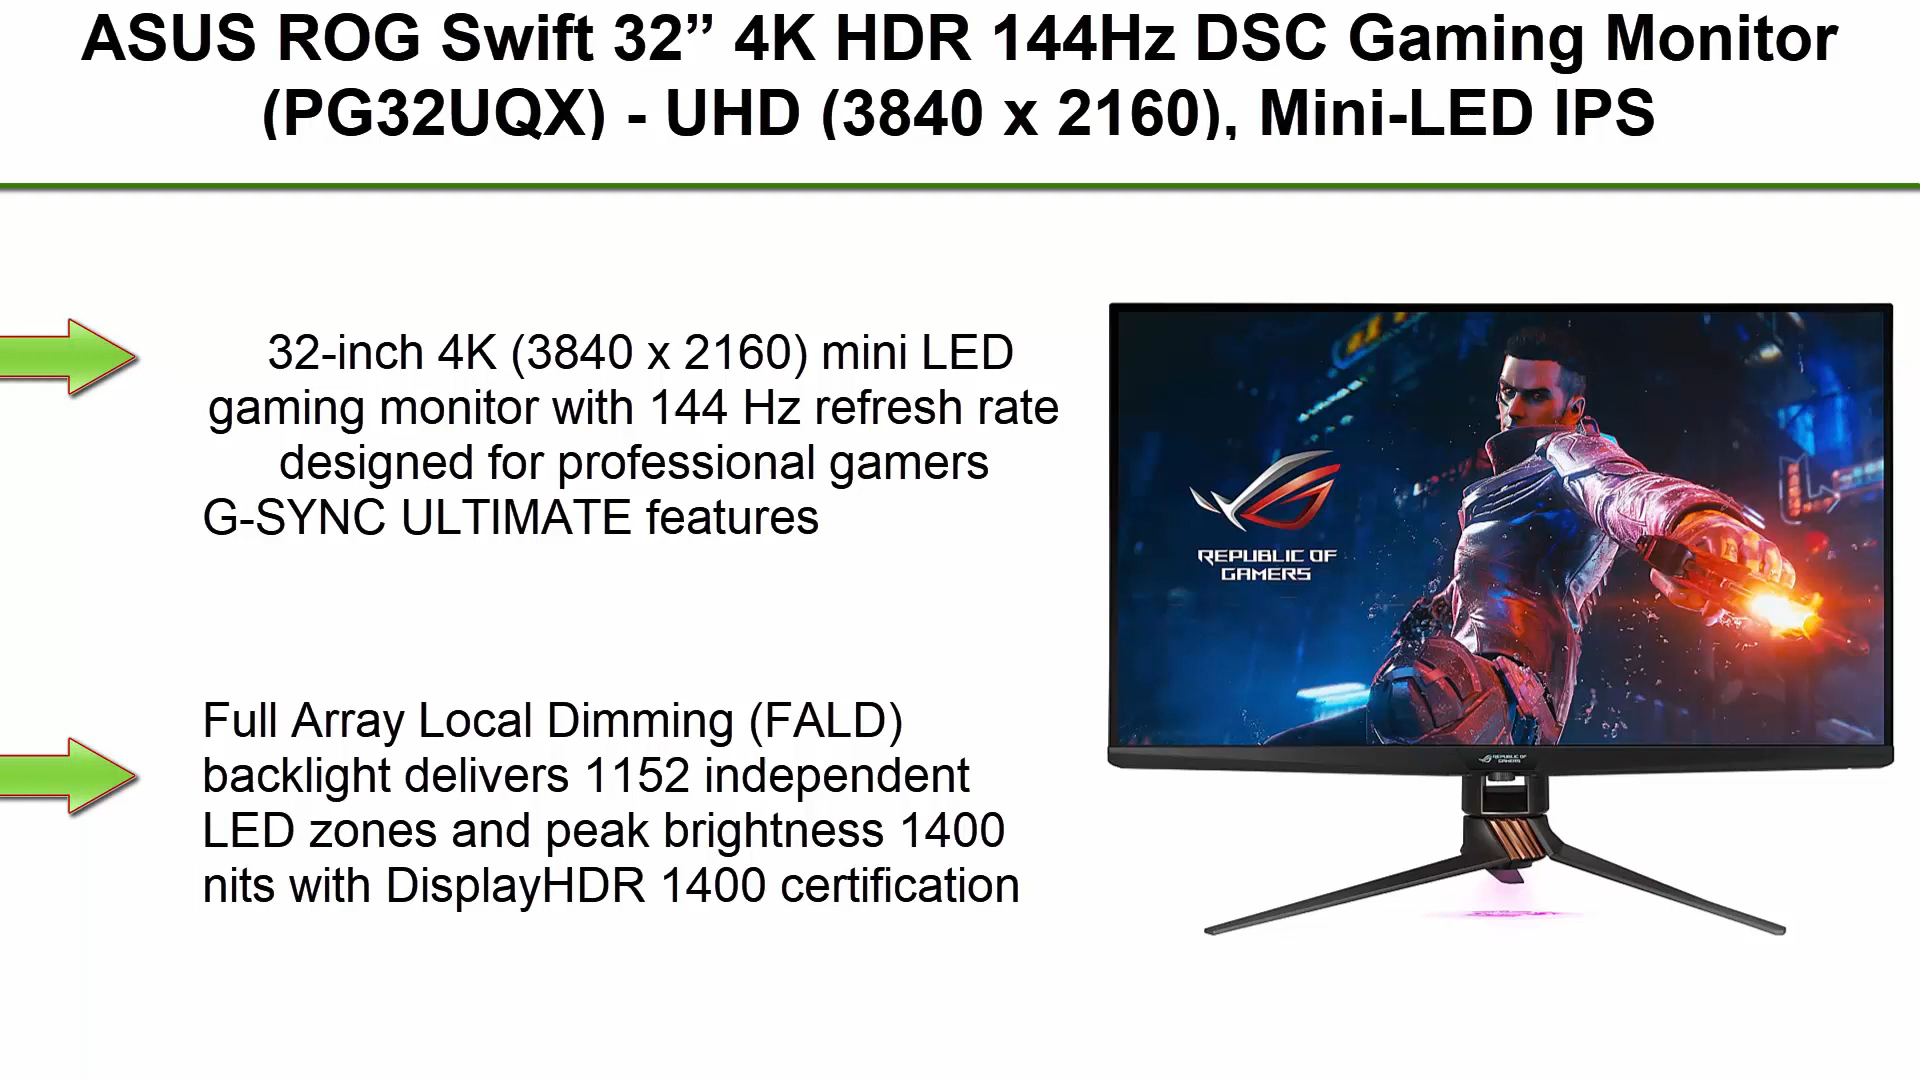 ASUS ROG Swift 32” 4K HDR 144Hz DSC Gaming Monitor
(PG32UQX) - UHD (3840 x 2160), Mini-LED IPS
32-inch 4K (3840 x 2160) mini LED
gaming monitor with 144 Hz refresh rate
designed for professional gamers
G-SYNC ULTIMATE features
Full Array Local Dimming (FALD)
backlight delivers 1152 independent
LED zones and peak brightness 1400
nits with DisplayHDR 1400 certification
REPUBLIC OF
GAMERS
REPUBLIC OF
GAMERS